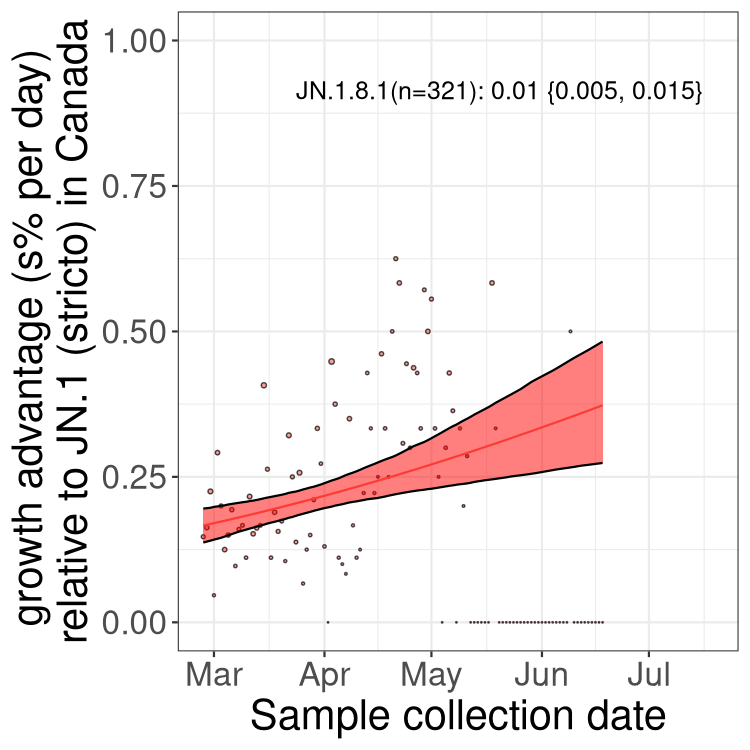 growth advantage (s% per day)
relative to JN.1 (stricto) in Canada
1.00
0.75
0.50
0.25
0.00
JN.1.8.1(n=321): 0.01 {0.005, 0.015}
Mar Apr May Jun Jul
Sample collection date